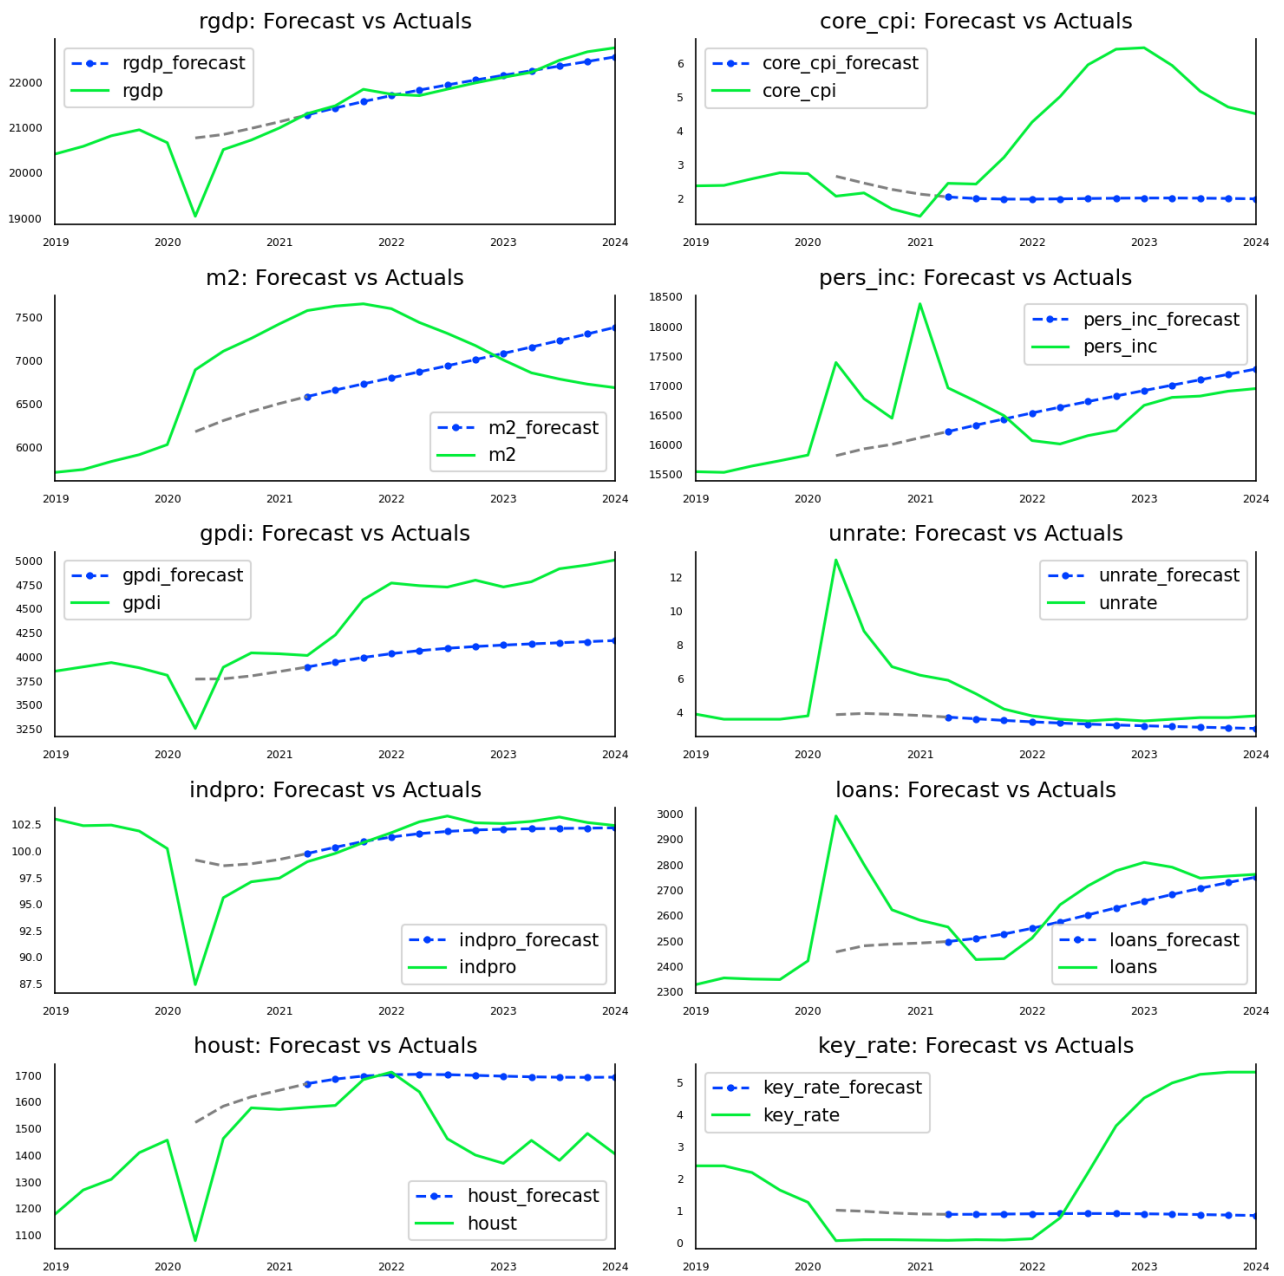 rgdp: Forecast vs Actuals
rgdp_forecast
rgdp
22000
21000
20000
19000
2019 2020 2021 2022 2023 2024
core_cpi: Forecast vs Actuals
core_cpi_forecast
core_cpi
6
5
4
3
2
2019 2020 2021 2022 2023 2024
m2: Forecast vs Actuals
7500
7000
6500
6000
m2_forecast
m2
2019 2020 2021 2022 2023 2024
pers_inc: Forecast vs Actuals
18500
18000
17500
17000
16500
16000
15500
pers_inc_forecast
pers_inc
2019 2020 2021 2022 2023 2024
gpdi: Forecast vs Actuals
gpdi_forecast
gpdi
5000
4750
4500
4250
4000
3750
3500
3250
2019 2020 2021 2022 2023 2024
unrate: Forecast vs Actuals
unrate_forecast
unrate
12
10
8
6
4
2019 2020 2021 2022 2023 2024
indpro: Forecast vs Actuals
102.5
100.0
97.5
95.0
92.5
90.0
87.5
indpro_forecast
indpro
2019 2020 2021 2022 2023 2024
loans: Forecast vs Actuals
3000
2900
2800
2700
2600
2500
2400
2300
loans_forecast
loans
2019 2020 2021 2022 2023 2024
houst: Forecast vs Actuals
1700
1600
1500
1400
1300
1200
1100
houst_forecast
houst
2019 2020 2021 2022 2023 2024
key_rate: Forecast vs Actuals
key_rate_forecast
key_rate
5
4
3
2
1
0
2019 2020 2021 2022 2023 2024